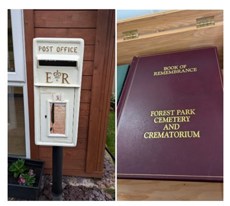 POST OFFICE
E R
BOOK OF
REMEMBRANCE
FOREST PARK
CEMETERY
AND
CREMATORIUM